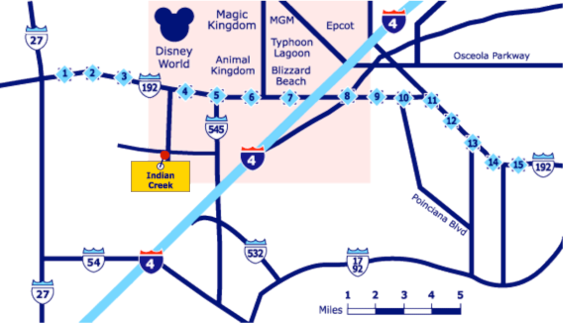 Magic
Kingdom
MGM
Epcot
4
27
Disney
World
Typhoon
Lagoon
Osceola Parkway
Animal
Kingdom
Blizzard
Beach
1
2
3
192
4
5
6
7
8
9
10
11
12
13
14
15
192
545
4
Indian
Creek
Poinciana Blvd
54
4
532
17
92
27
Miles
1
2
3
4
5